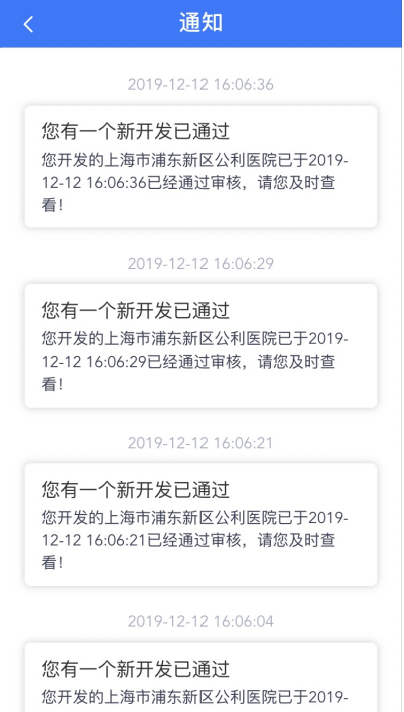 通知
2019-12-12 16:06:36
您有一个新开发已通过
您开发的上海市浦东新区公利医院已于2019-
12-12 16:06:36已经通过审核，请您及时查
看！
2019-12-12 16:06:29
您有一个新开发已通过
您开发的上海市浦东新区公利医院已于2019-
12-12 16:06:29已经通过审核，请您及时查
看！
2019-12-12 16:06:21
您有一个新开发已通过
您开发的上海市浦东新区公利医院已于2019-
12-12 16:06:21已经通过审核，请您及时查
看！
2019-12-12 16:06:04
您有一个新开发已通过
您开发的上海市浦东新区公利医院已于2019-